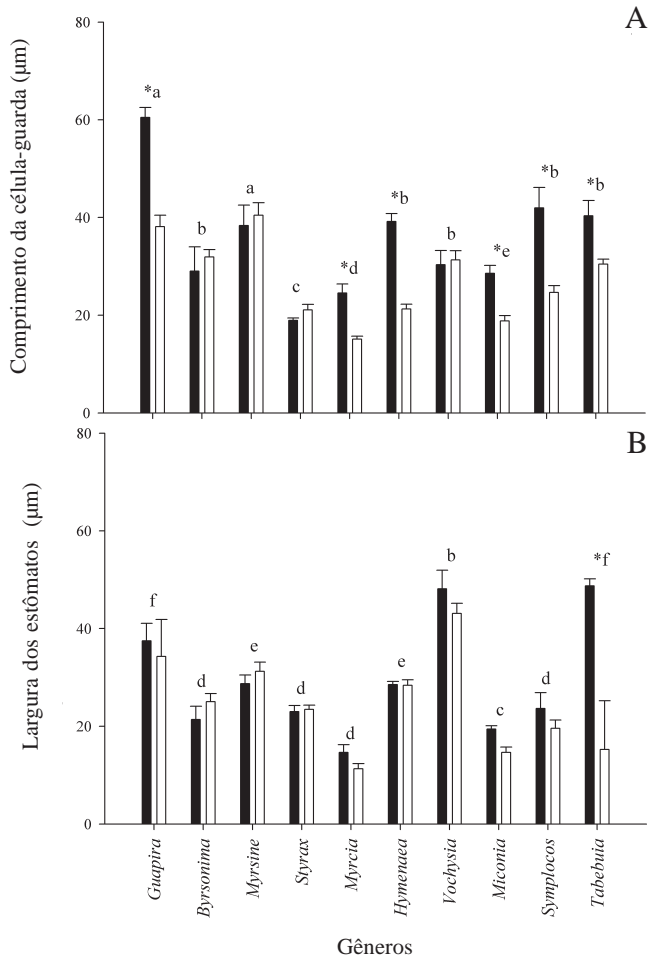 A
Comprimento da célula-guarda (μm)
80
60
40
20
0
*a
b
a
c
*d
*b
b
*e
*b
*b
B
Largura dos estômatos (μm)
80
60
40
20
0
f
d
e
d
d
e
b
c
d
*f
Guapira
Byrsonima
Myrsine
Styrax
Myrcia
Hymenaea
Vochysia
Miconia
Symplocos
Tabebuia
Gêneros